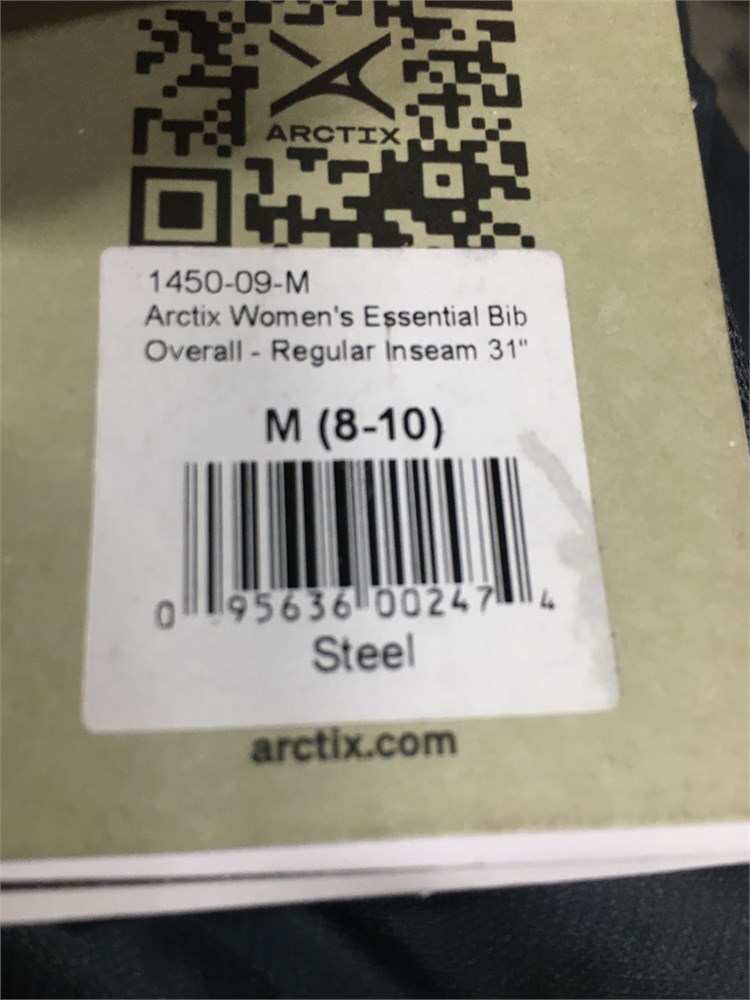 ARCTIX
1450-09-M
Arctix Women's Essential Bib
Overall - Regular Inseam 31"
M (8-10)
0 95636 00247 4
Steel
arctix.com